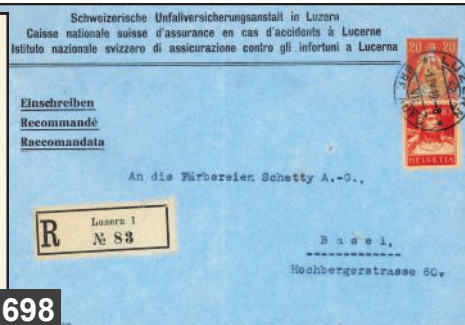 Schweizerische Unfallversicherungsanstalt in Luzern
Caisse nationale suisse d'assurance en cas d'accidents à Lucerne
Istituto nazionale svizzero di assicurazione contro gli infortuni a Lucerna
20 20
LUZERN
HELVETIA
Einschreiben
Recommandé
Raccomandata
An die Färbereien Schetty A.-G.,
R
Luzern 1
№ 83
Basel,
Hochbergerstrasse 60.
698